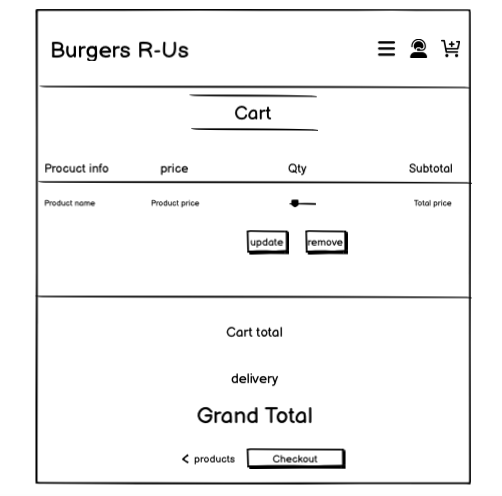 Burgers R-Us
Cart
Procuct info price Qty Subtotal
Product name Product price Total price
update remove
Cart total
delivery
Grand Total
< products Checkout